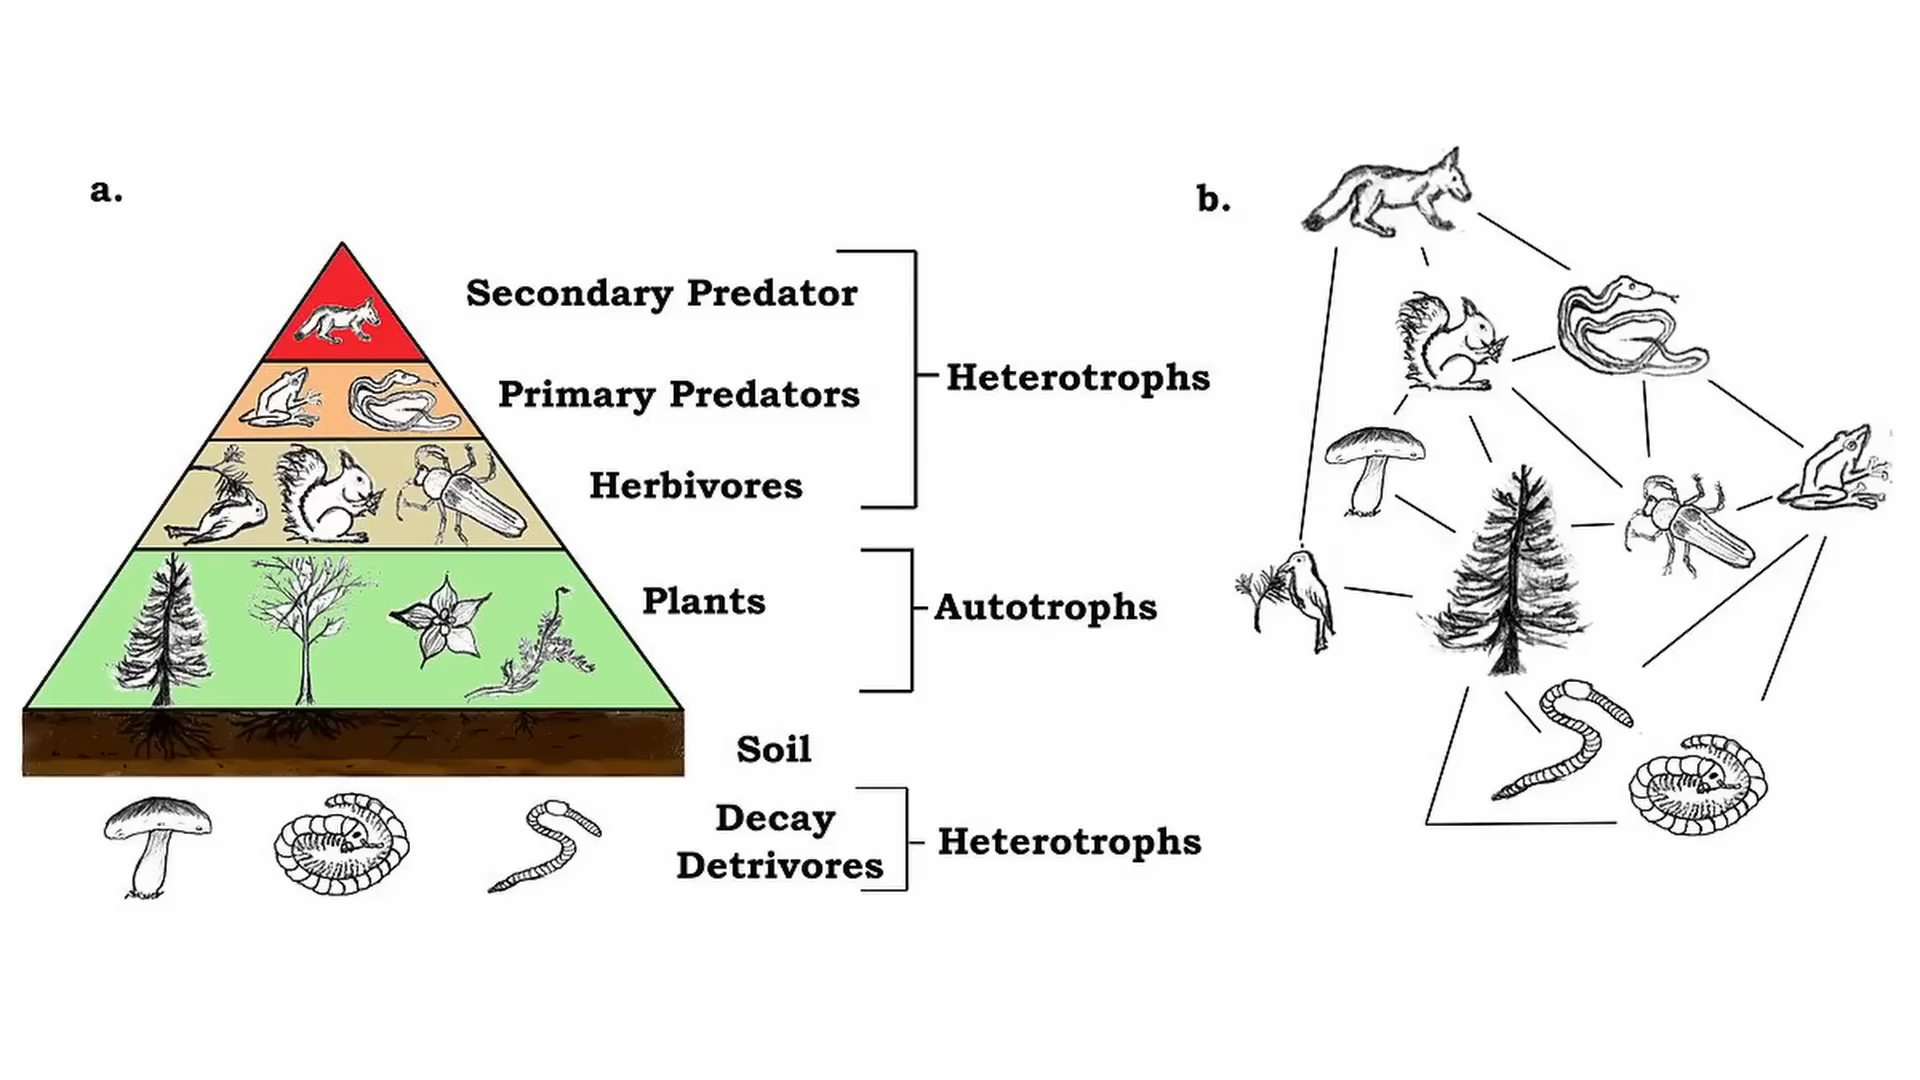 a.
Secondary Predator
Primary Predators
Herbivores
Heterotrophs
Plants
Autotrophs
Soil
Decay
Detrivores
Heterotrophs
b.